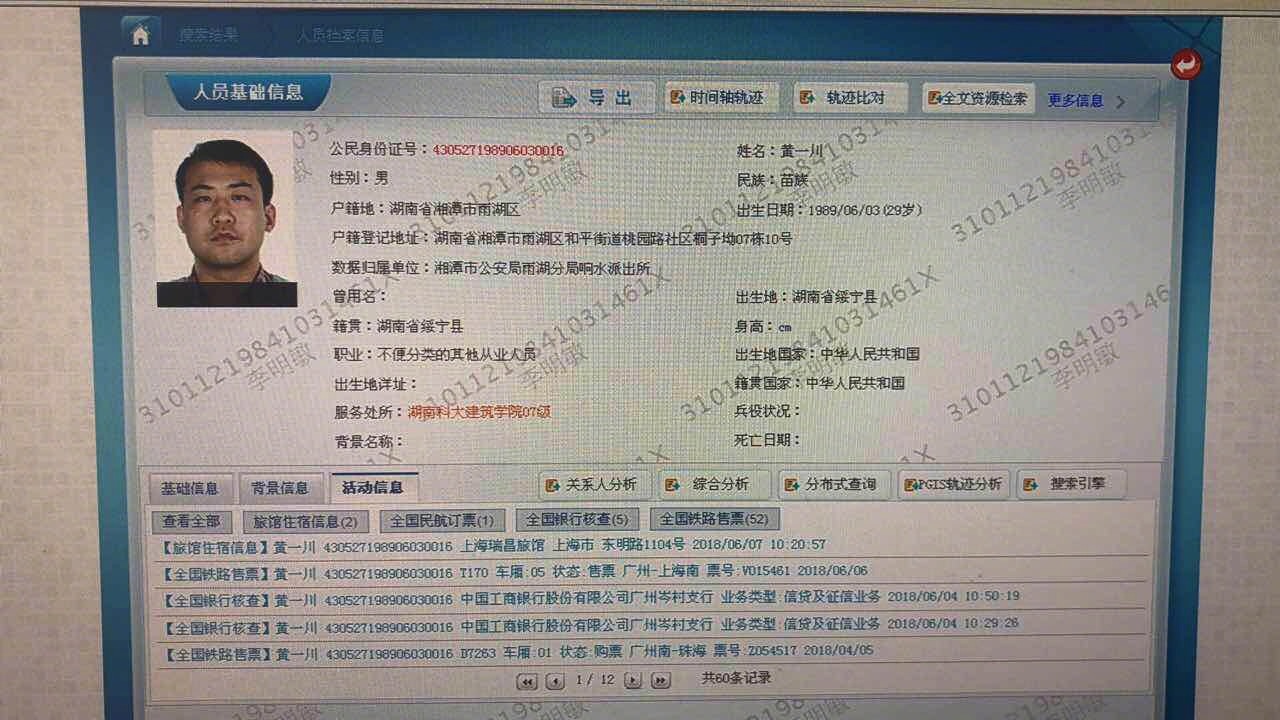 搜索结果 人员档案信息
人员基础信息 导出 时间轴轨迹 轨迹比对 全文资源检索 更多信息
公民身份证号：430527198906030016 姓名：黄一川
性别：男 民族：苗族
户籍地：湖南省湘潭市雨湖区 出生日期：1989/06/03(29岁)
户籍登记地址：湖南省湘潭市雨湖区和平街道桃园路社区桐子坳07栋10号
数据归属单位：湘潭市公安局雨湖分局响水派出所
曾用名： 出生地：湖南省绥宁县
籍贯：湖南省绥宁县 身高：cm
职业：不便分类的其他从业人员 出生地国家：中华人民共和国
出生地详址： 籍贯国家：中华人民共和国
服务处所：湖南科大建筑学院07级 兵役状况：
背景名称： 死亡日期：
基础信息 背景信息 活动信息 关系人分析 综合分析 分布式查询 PGIS轨迹分析 搜索引擎
查看全部 旅馆住宿信息(2) 全国民航订票(1) 全国银行核查(5) 全国铁路售票(52)
【旅馆住宿信息】黄一川 430527198906030016 上海瑞昌旅馆 上海市 东明路1104号 2018/06/07 10:20:57
【全国铁路售票】黄一川 430527198906030016 T170 车厢:05 状态:售票 广州-上海南 票号:V015461 2018/06/06
【全国银行核查】黄一川 430527198906030016 中国工商银行股份有限公司广州岑村支行 业务类型:信贷及征信业务 2018/06/04 10:50:19
【全国银行核查】黄一川 430527198906030016 中国工商银行股份有限公司广州岑村支行 业务类型:信贷及征信业务 2018/06/04 10:29:26
【全国铁路售票】黄一川 430527198906030016 D7263 车厢:01 状态:购票 广州南-珠海 票号:Z054517 2018/04/05
1 / 12 共60条记录
31011219841031461X
李明敏